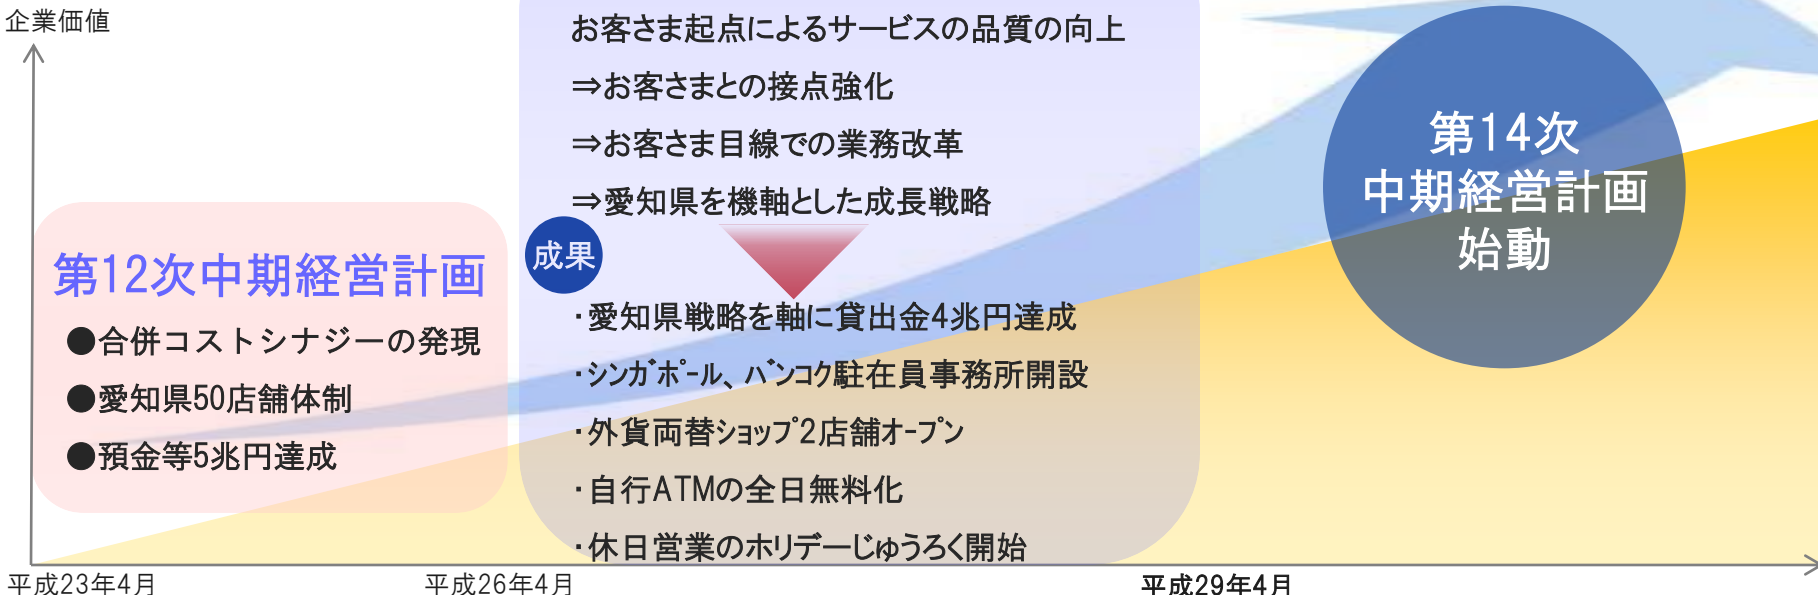 企業価値
お客さま起点によるサービスの品質の向上
⇒お客さまとの接点強化
⇒お客さま目線での業務改革
⇒愛知県を機軸とした成長戦略
第12次中期経営計画
●合併コストシナジーの発現
●愛知県50店舗体制
●預金等5兆円達成
成果
・愛知県戦略を軸に貸出金4兆円達成
・ｼﾝｶﾞﾎﾟｰﾙ、ﾊﾞﾝｺｸ駐在員事務所開設
・外貨両替ｼｮｯﾌﾟ2店舗ｵｰﾌﾟﾝ
・自行ATMの全日無料化
・休日営業のホリデーじゅうろく開始
第14次
中期経営計画
始動
平成23年4月
平成26年4月
平成29年4月